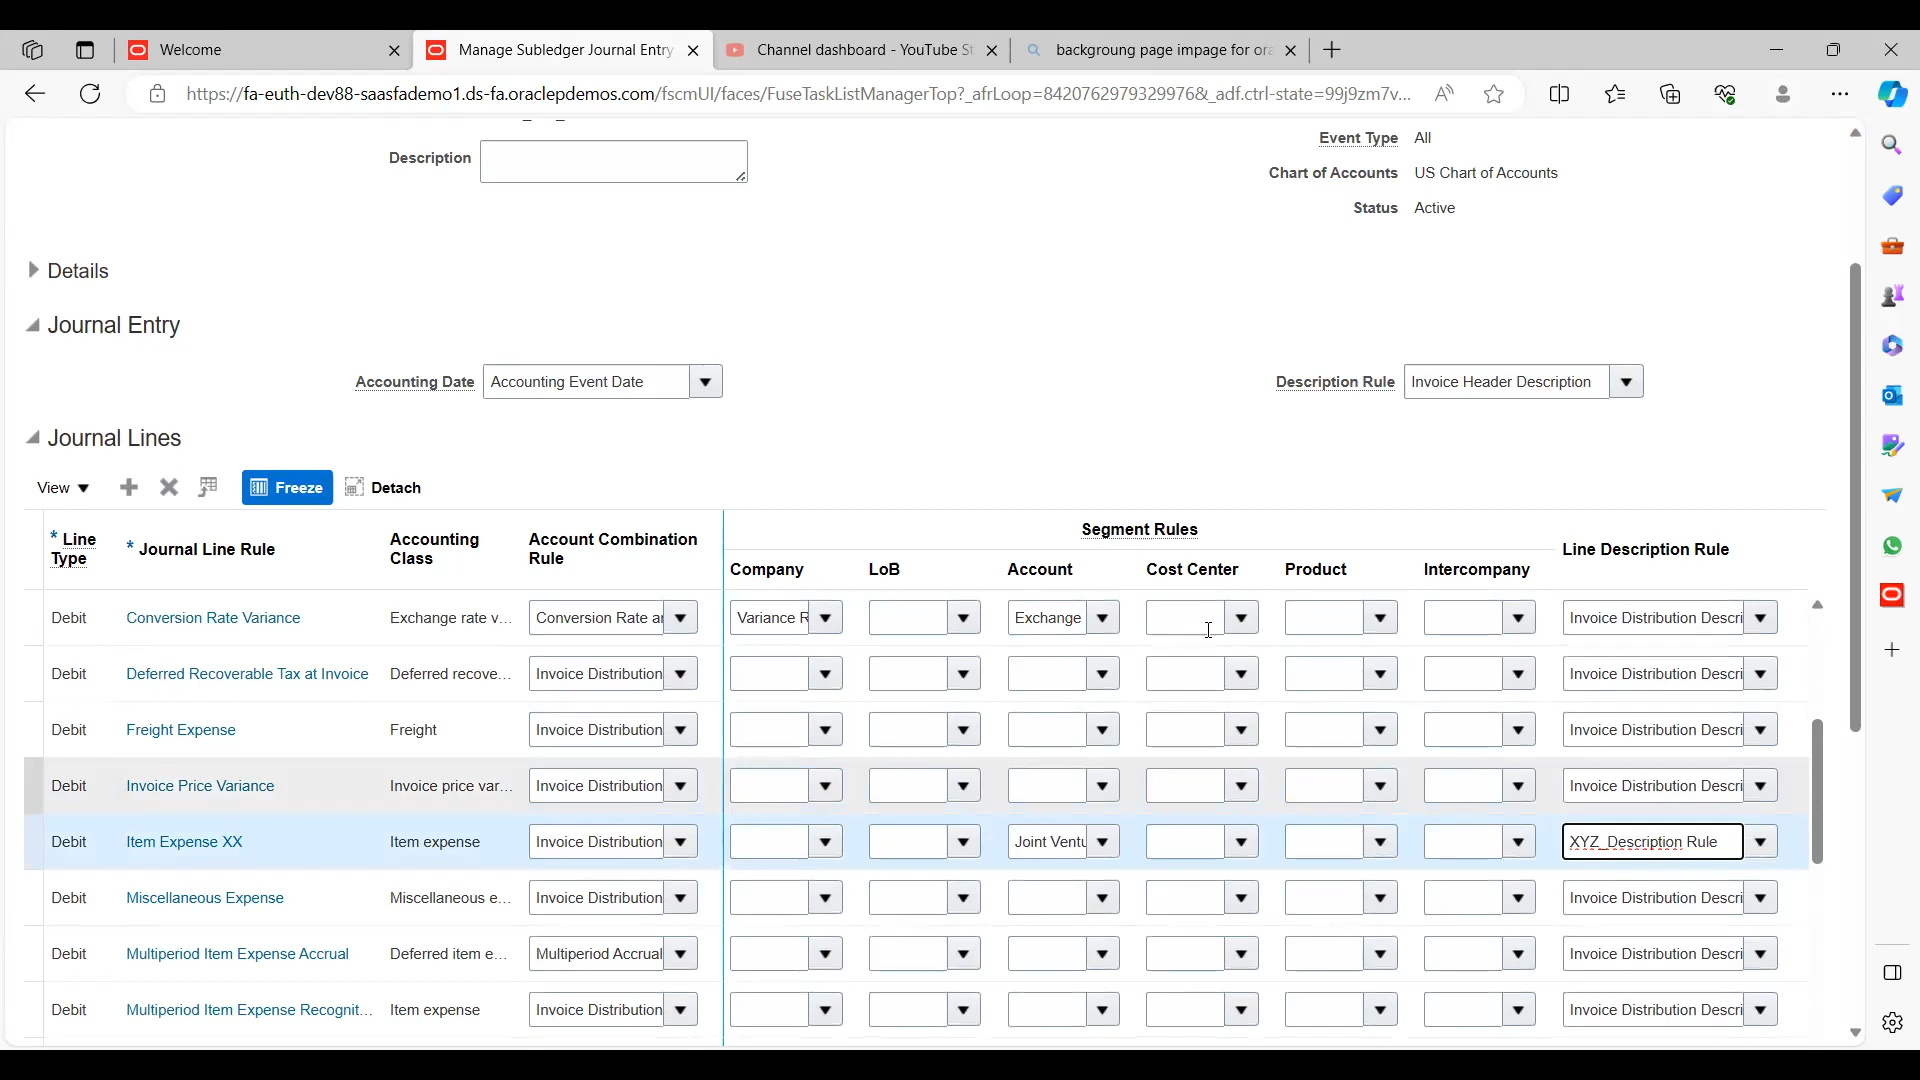 Welcome
Manage Subledger Journal Entry
Channel dashboard - YouTube St
backgroung page impage for ora
https://fa-euth-dev88-saasfademo1.ds-fa.oraclepdemos.com/fscmUI/faces/FuseTaskListManagerTop?_afrLoop=84207629793299768&_adf.ctrl-state=99j9zm7v...
Description
Event Type All
Chart of Accounts US Chart of Accounts
Status Active
Details
Journal Entry
Accounting Date Accounting Event Date
Description Rule Invoice Header Description
Journal Lines
View Freeze Detach
* Line Type
* Journal Line Rule
Accounting Class
Account Combination Rule
Segment Rules
Company LoB Account Cost Center Product Intercompany
Line Description Rule
Debit Conversion Rate Variance Exchange rate v... Conversion Rate ar Variance R Exchange Invoice Distribution Descri
Debit Deferred Recoverable Tax at Invoice Deferred recove... Invoice Distribution Invoice Distribution Descri
Debit Freight Expense Freight Invoice Distribution Invoice Distribution Descri
Debit Invoice Price Variance Invoice price var... Invoice Distribution Invoice Distribution Descri
Debit Item Expense XX Item expense Invoice Distribution Joint Ventu XYZ_Description Rule
Debit Miscellaneous Expense Miscellaneous e... Invoice Distribution Invoice Distribution Descri
Debit Multiperiod Item Expense Accrual Deferred item e... Multiperiod Accrual Invoice Distribution Descri
Debit Multiperiod Item Expense Recognit... Item expense Invoice Distribution Invoice Distribution Descri